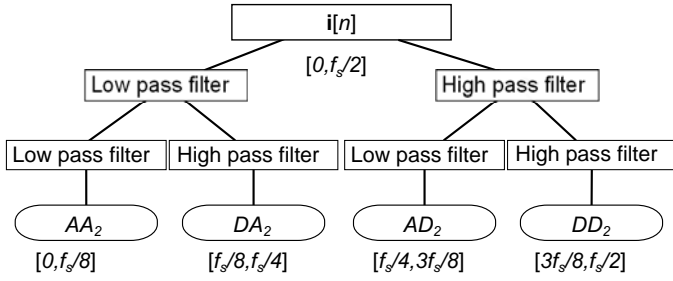 i[n]
[0,fs/2]
Low pass filter High pass filter
Low pass filter High pass filter Low pass filter High pass filter
AA2 DA2 AD2 DD2
[0,fs/8] [fs/8,fs/4] [fs/4,3fs/8] [3fs/8,fs/2]